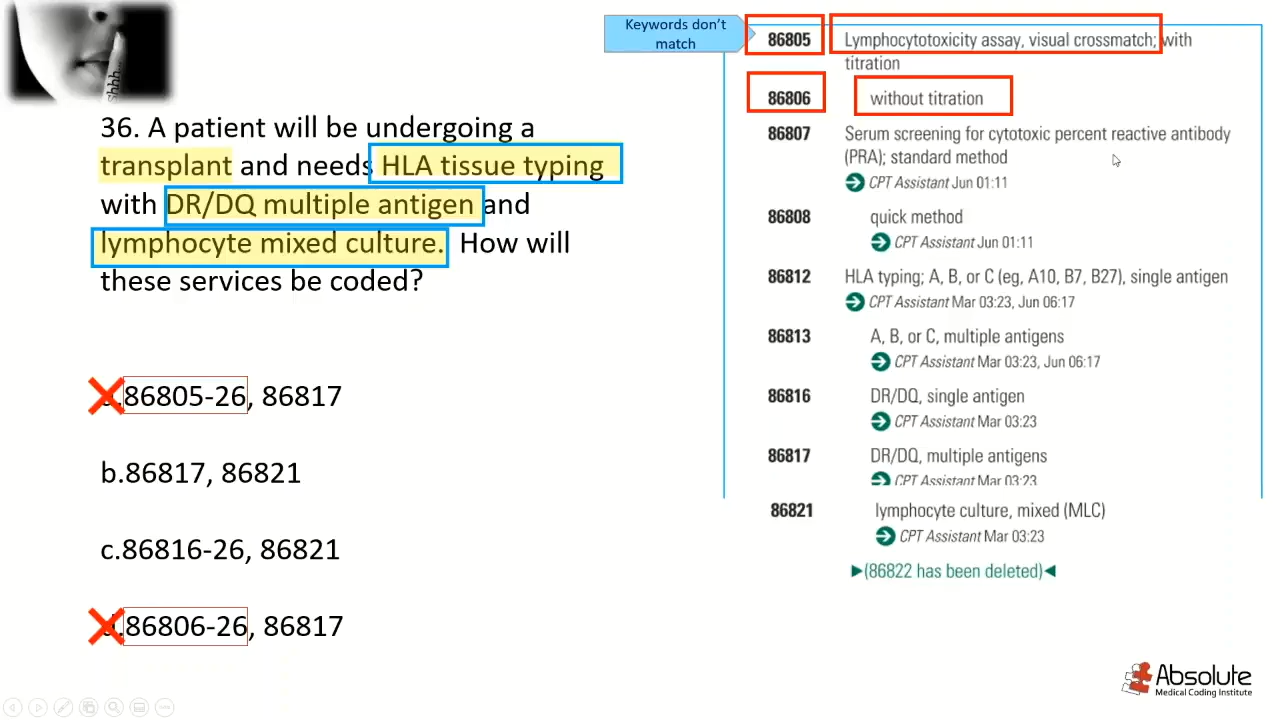 shhh...
Keywords don't
match
36. A patient will be undergoing a
transplant and needs HLA tissue typing
with DR/DQ multiple antigen and
lymphocyte mixed culture. How will
these services be coded?
86805-26, 86817
b.86817, 86821
c.86816-26, 86821
d.86806-26, 86817
86805 Lymphocytotoxicity assay, visual crossmatch; with
titration
86806 without titration
86807 Serum screening for cytotoxic percent reactive antibody
(PRA); standard method
CPT Assistant Jun 01:11
86808 quick method
CPT Assistant Jun 01:11
86812 HLA typing; A, B, or C (eg, A10, B7, B27), single antigen
CPT Assistant Mar 03:23, Jun 06:17
86813 A, B, or C, multiple antigens
CPT Assistant Mar 03:23, Jun 06:17
86816 DR/DQ, single antigen
CPT Assistant Mar 03:23
86817 DR/DQ, multiple antigens
CPT Assistant Mar 03:23
86821 lymphocyte culture, mixed (MLC)
CPT Assistant Mar 03:23
▶(86822 has been deleted)◀
Absolute
Medical Coding Institute